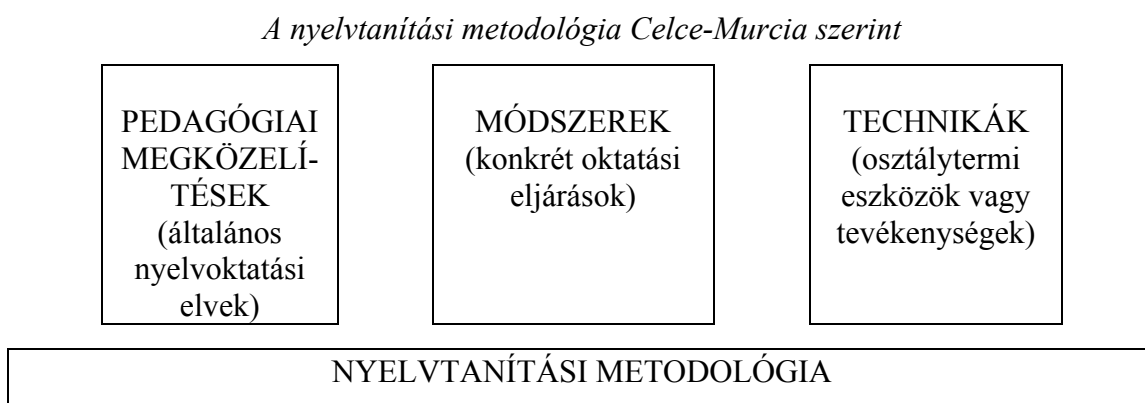 A nyelvtanítási metodológia Celce-Murcia szerint
PEDAGÓGIAI
MEGKÖZELÍ-
TÉSEK
(általános
nyelvoktatási
elvek)
MÓDSZEREK
(konkrét oktatási
eljárások)
TECHNIKÁK
(osztálytermi
eszközök vagy
tevékenységek)
NYELVTANÍTÁSI METODOLÓGIA